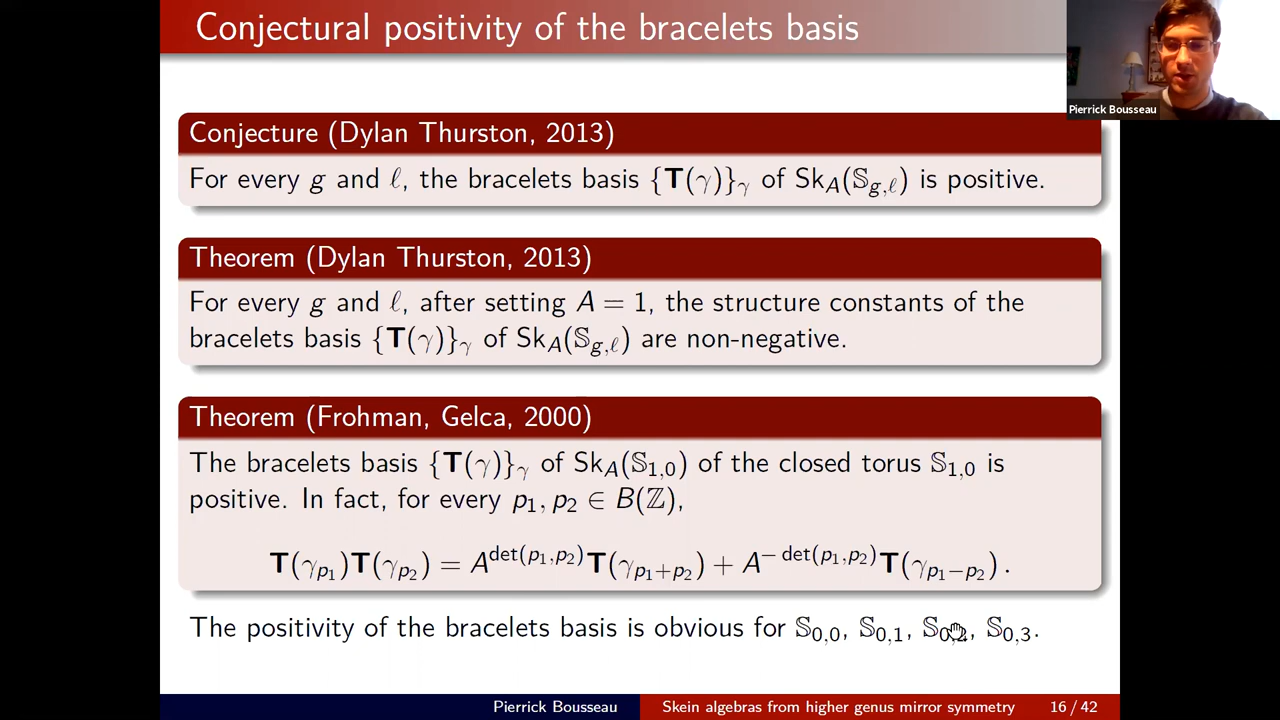 Conjectural positivity of the bracelets basis
Pierrick Bousseau
Conjecture (Dylan Thurston, 2013)
For every g and ℓ, the bracelets basis {𝐓(γ)}_γ of Sk_A(𝕊_{g,ℓ}) is positive.
Theorem (Dylan Thurston, 2013)
For every g and ℓ, after setting A = 1, the structure constants of the
bracelets basis {𝐓(γ)}_γ of Sk_A(𝕊_{g,ℓ}) are non-negative.
Theorem (Frohman, Gelca, 2000)
The bracelets basis {𝐓(γ)}_γ of Sk_A(𝕊_{1,0}) of the closed torus 𝕊_{1,0} is
positive. In fact, for every p_1, p_2 ∈ B(ℤ),
𝐓(γ_{p_1})𝐓(γ_{p_2}) = A^{det(p_1,p_2)}𝐓(γ_{p_1+p_2}) + A^{− det(p_1,p_2)}𝐓(γ_{p_1−p_2}) .
The positivity of the bracelets basis is obvious for 𝕊_{0,0}, 𝕊_{0,1}, 𝕊_{0,2}, 𝕊_{0,3}.
Pierrick Bousseau Skein algebras from higher genus mirror symmetry 16 / 42